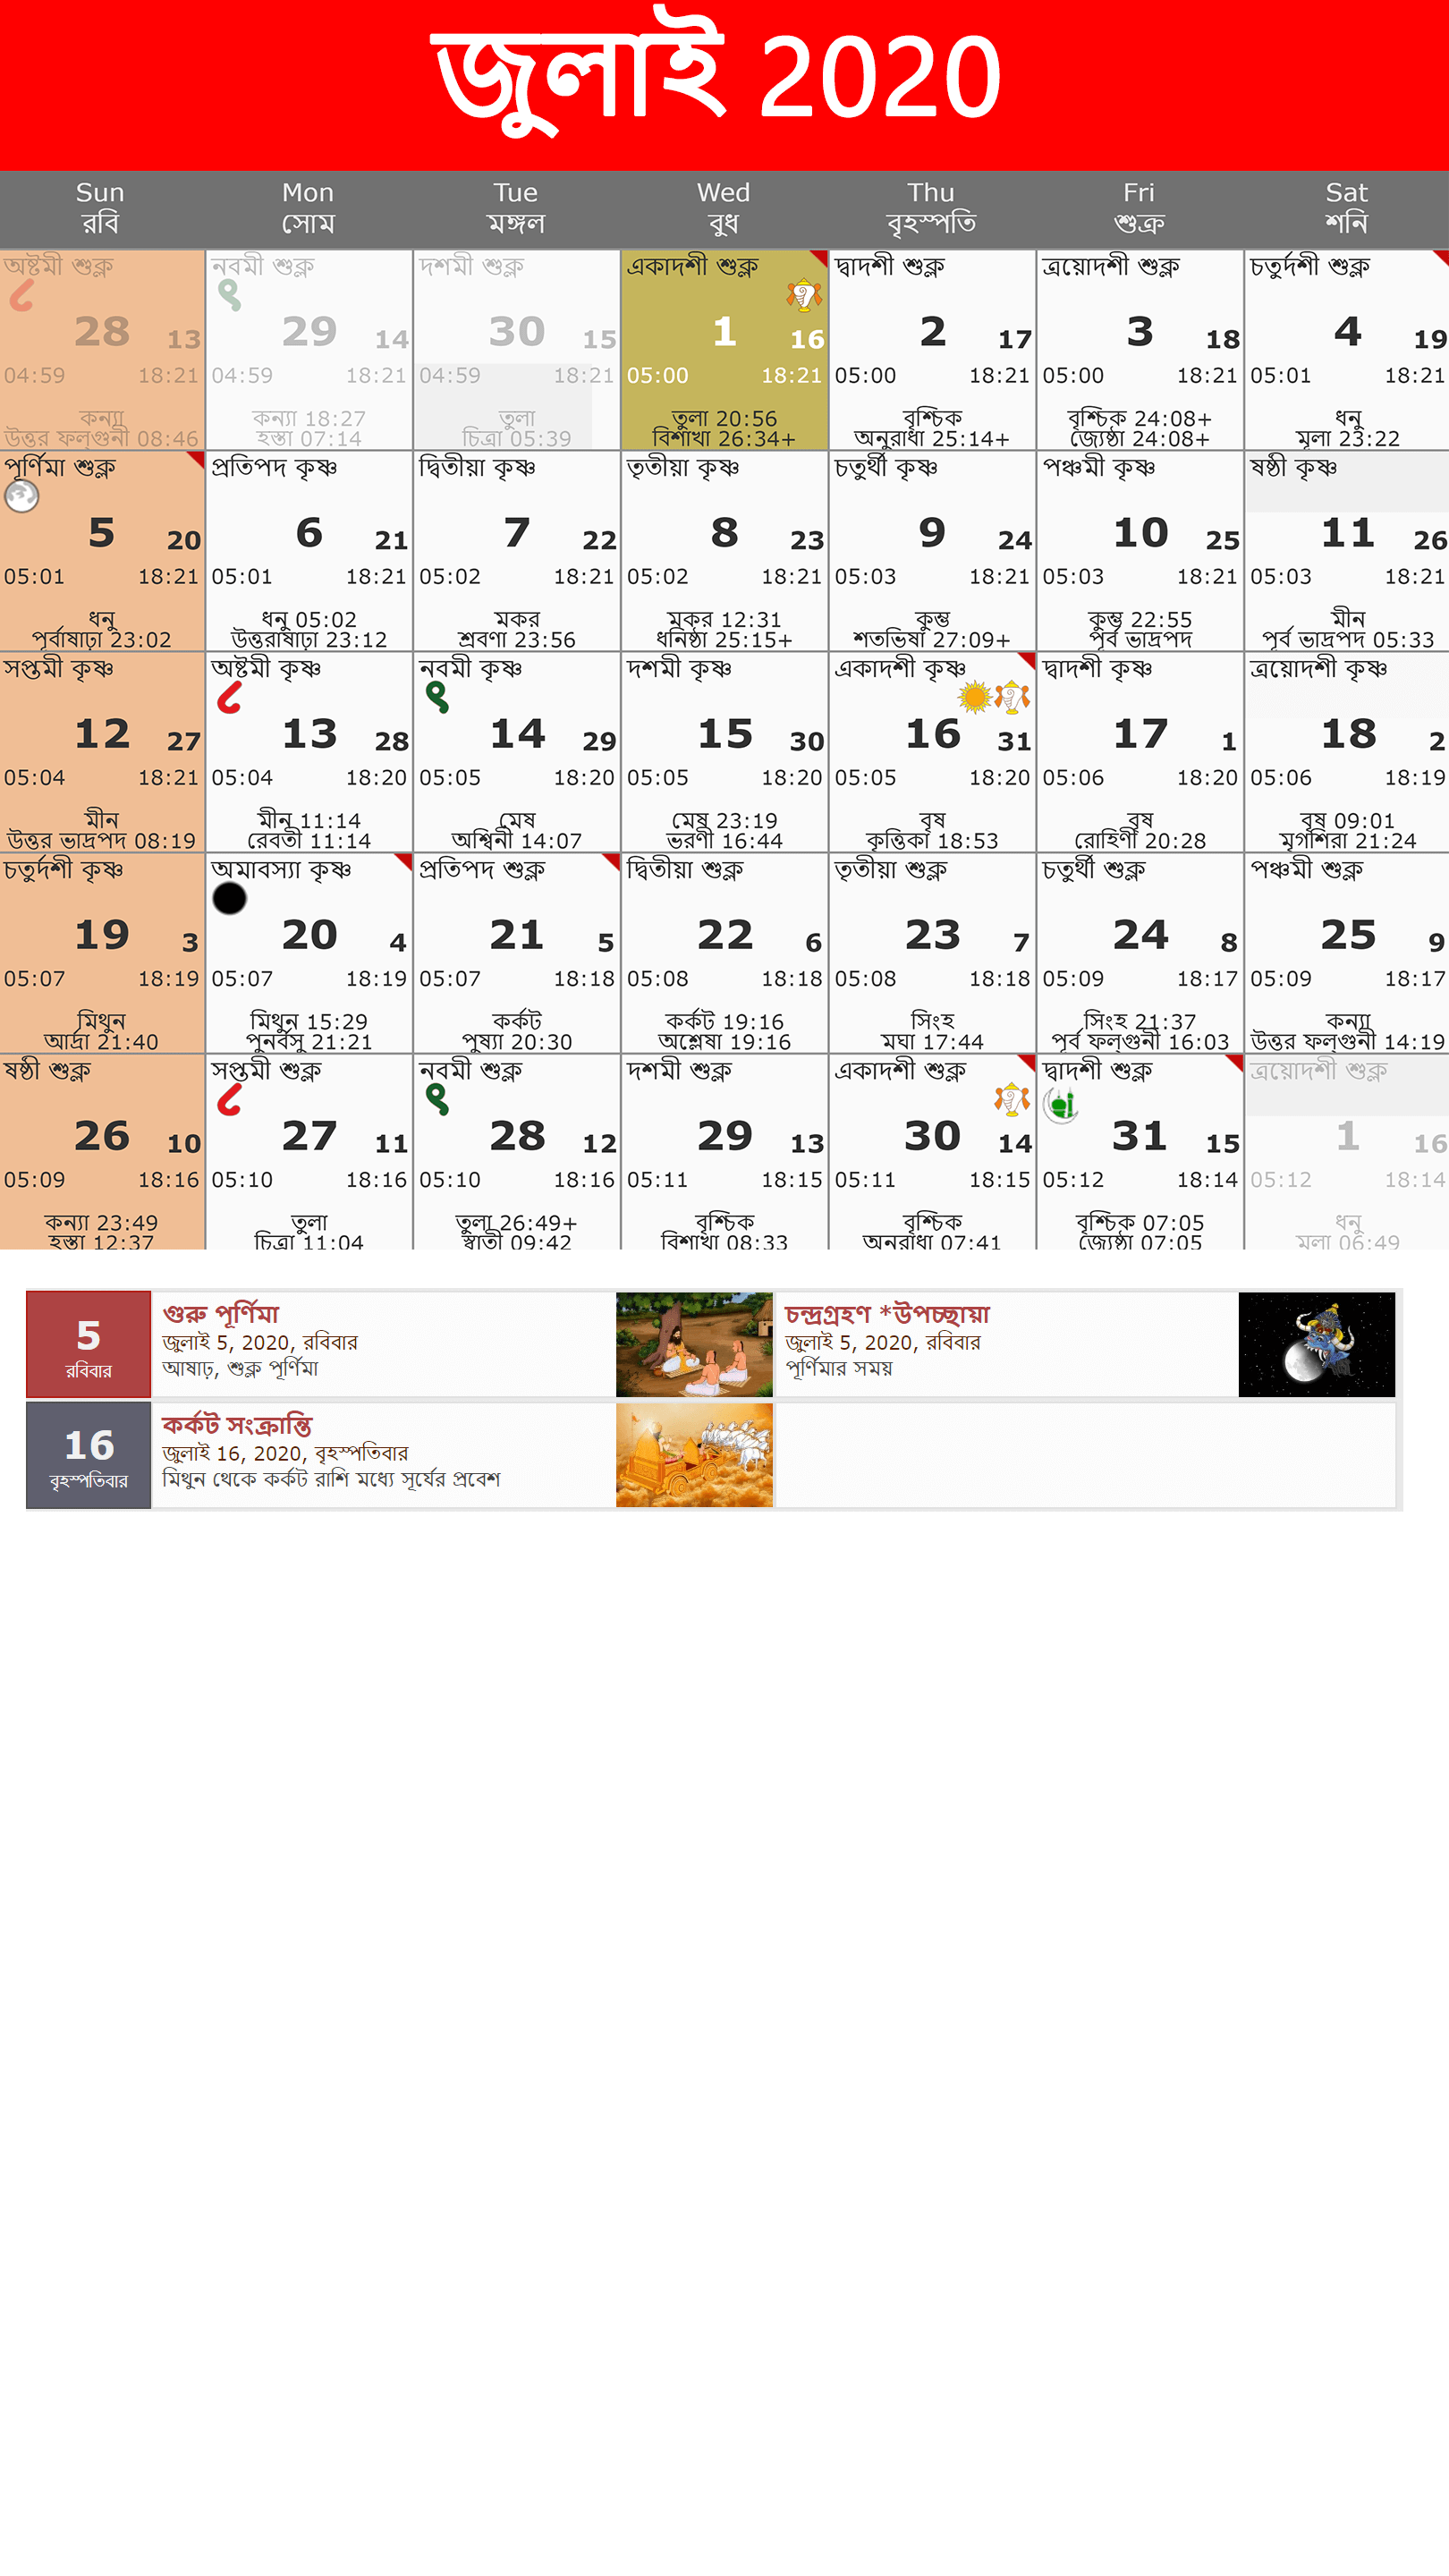 জুলাই 2020
Sun Mon Tue Wed Thu Fri Sat
রবি সোম মঙ্গল বুধ বৃহস্পতি শুক্র শনি
অষ্টমী শুক্ল নবমী শুক্ল দশমী শুক্ল একাদশী শুক্ল দ্বাদশী শুক্ল ত্রয়োদশী শুক্ল চতুর্দশী শুক্ল
৮ ৯
28 13 29 14 30 15 1 16 2 17 3 18 4 19
04:59 18:21 04:59 18:21 04:59 18:21 05:00 18:21 05:00 18:21 05:00 18:21 05:01 18:21
কন্যা কন্যা 18:27 তুলা তুলা 20:56 বৃশ্চিক বৃশ্চিক 24:08+ ধনু
উত্তর ফল্গুনী 08:46 হস্তা 07:14 চিত্রা 05:39 বিশাখা 26:34+ অনুরাধা 25:14+ জ্যেষ্ঠা 24:08+ মূলা 23:22
পূর্ণিমা শুক্ল প্রতিপদ কৃষ্ণ দ্বিতীয়া কৃষ্ণ তৃতীয়া কৃষ্ণ চতুর্থী কৃষ্ণ পঞ্চমী কৃষ্ণ ষষ্ঠী কৃষ্ণ
5 20 6 21 7 22 8 23 9 24 10 25 11 26
05:01 18:21 05:01 18:21 05:02 18:21 05:02 18:21 05:03 18:21 05:03 18:21 05:03 18:21
ধনু ধনু 05:02 মকর মকর 12:31 কুম্ভ কুম্ভ 22:55 মীন
পূর্বাষাঢ়া 23:02 উত্তরাষাঢ়া 23:12 শ্রবণা 23:56 ধনিষ্ঠা 25:15+ শতভিষা 27:09+ পূর্ব ভাদ্রপদ পূর্ব ভাদ্রপদ 05:33
সপ্তমী কৃষ্ণ অষ্টমী কৃষ্ণ নবমী কৃষ্ণ দশমী কৃষ্ণ একাদশী কৃষ্ণ দ্বাদশী কৃষ্ণ ত্রয়োদশী কৃষ্ণ
৮ ৯
12 27 13 28 14 29 15 30 16 31 17 1 18 2
05:04 18:21 05:04 18:20 05:05 18:20 05:05 18:20 05:05 18:20 05:06 18:20 05:06 18:19
মীন মীন 11:14 মেষ মেষ 23:19 বৃষ বৃষ বৃষ 09:01
উত্তর ভাদ্রপদ 08:19 রেবতী 11:14 অশ্বিনী 14:07 ভরণী 16:44 কৃত্তিকা 18:53 রোহিণী 20:28 মৃগশিরা 21:24
চতুর্দশী কৃষ্ণ অমাবস্যা কৃষ্ণ প্রতিপদ শুক্ল দ্বিতীয়া শুক্ল তৃতীয়া শুক্ল চতুর্থী শুক্ল পঞ্চমী শুক্ল
19 3 20 4 21 5 22 6 23 7 24 8 25 9
05:07 18:19 05:07 18:19 05:07 18:18 05:08 18:18 05:08 18:18 05:09 18:17 05:09 18:17
মিথুন মিথুন 15:29 কর্কট কর্কট 19:16 সিংহ সিংহ 21:37 কন্যা
আর্দ্রা 21:40 পুনর্বসু 21:21 পুষ্যা 20:30 অশ্লেষা 19:16 মঘা 17:44 পূর্ব ফল্গুনী 16:03 উত্তর ফল্গুনী 14:19
ষষ্ঠী শুক্ল সপ্তমী শুক্ল নবমী শুক্ল দশমী শুক্ল একাদশী শুক্ল দ্বাদশী শুক্ল ত্রয়োদশী শুক্ল
৮ ৯
26 10 27 11 28 12 29 13 30 14 31 15 1 16
05:09 18:16 05:10 18:16 05:10 18:16 05:11 18:15 05:11 18:15 05:12 18:14 05:12 18:14
কন্যা 23:49 তুলা তুলা 26:49+ বৃশ্চিক বৃশ্চিক বৃশ্চিক 07:05 ধনু
হস্তা 12:37 চিত্রা 11:04 স্বাতী 09:42 বিশাখা 08:33 অনুরাধা 07:41 জ্যেষ্ঠা 07:05 মূলা 06:49
5
রবিবার
গুরু পূর্ণিমা
জুলাই 5, 2020, রবিবার
আষাঢ়, শুক্ল পূর্ণিমা
চন্দ্রগ্রহণ *উপচ্ছায়া
জুলাই 5, 2020, রবিবার
পূর্ণিমার সময়
16
বৃহস্পতিবার
কর্কট সংক্রান্তি
জুলাই 16, 2020, বৃহস্পতিবার
মিথুন থেকে কর্কট রাশি মধ্যে সূর্যের প্রবেশ